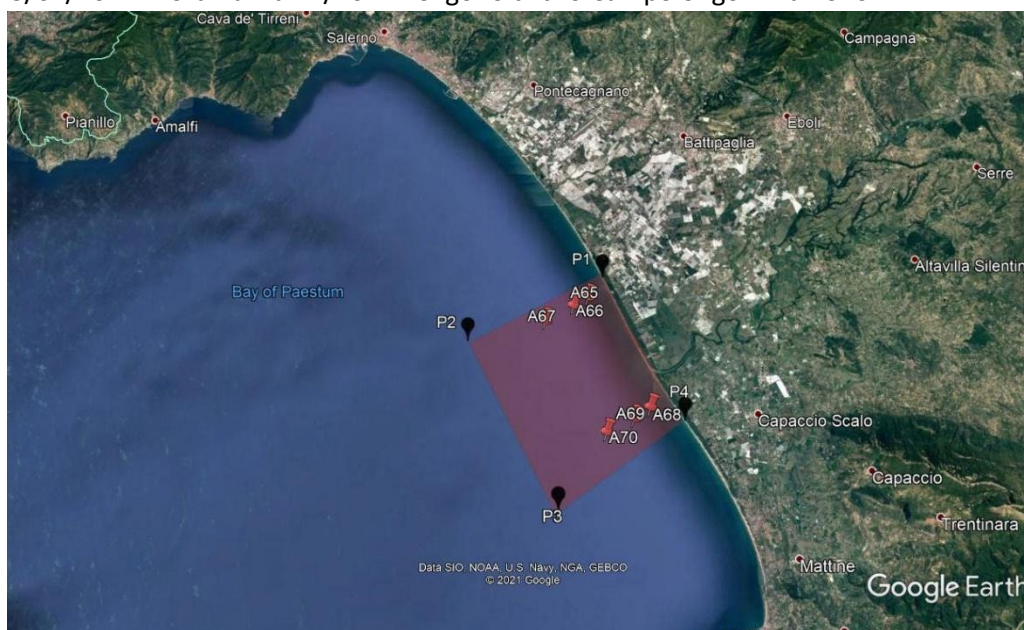 Cava de' Tirreni
Salerno
Campagna
Pontecagnano
Pianillo
Amalfi
Eboli
Battipaglia
Serre
P1
Altavilla Silentin
Bay of Paestum
A65
A66
A67
P2
P4
A69
A68
A70
Capaccio Scalo
Capaccio
P3
Trentinara
Mattine
Data SIO, NOAA, U.S. Navy, NGA, GEBCO
© 2021 Google
Google Earth